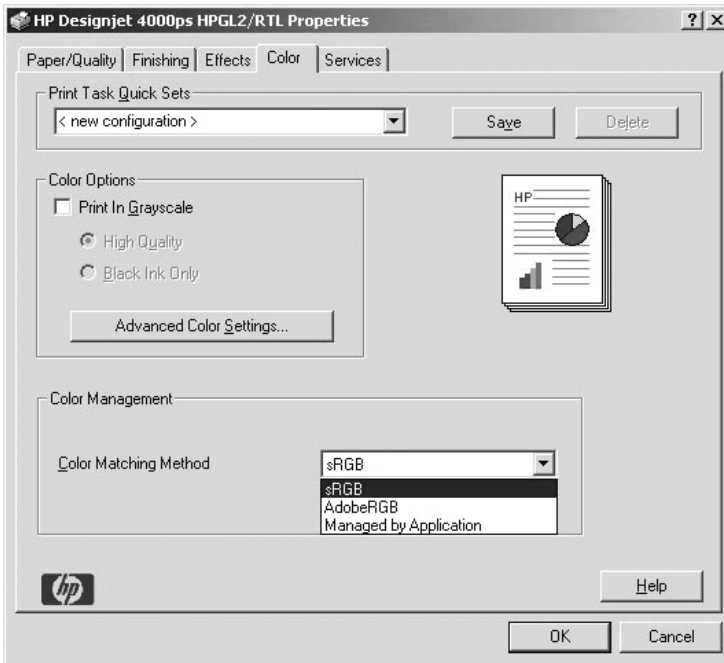 HP Designjet 4000ps HPGL2/RTL Properties
?
X
Paper/Quality
Finishing
Effects
Color
Services
Print Task Quick Sets
< new configuration >
Save
Delete
Color Options
Print In Grayscale
High Quality
Black Ink Only
Advanced Color Settings...
HP
Color Management
Color Matching Method
sRGB
sRGB
AdobeRGB
Managed by Application
hp
Help
OK
Cancel